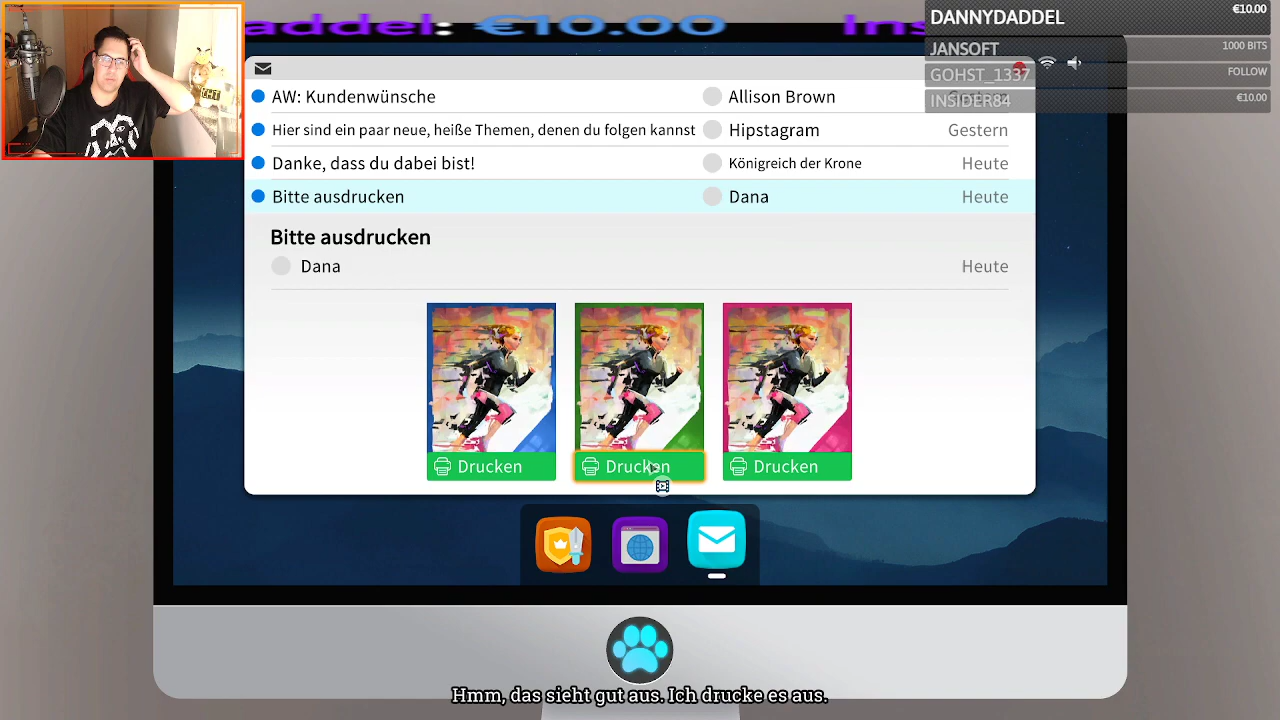 addel: €10.00 Ins
DANNYDADDEL €10.00
JANSOFT 1000 BITS
GOHST_1337 FOLLOW
INSIDER84 €10.00
AW: Kundenwünsche Allison Brown Gestern
Hier sind ein paar neue, heiße Themen, denen du folgen kannst Hipstagram Gestern
Danke, dass du dabei bist! Königreich der Krone Heute
Bitte ausdrucken Dana Heute
Bitte ausdrucken
Dana Heute
Drucken Drucken Drucken
Hmm, das sieht gut aus. Ich drucke es aus.